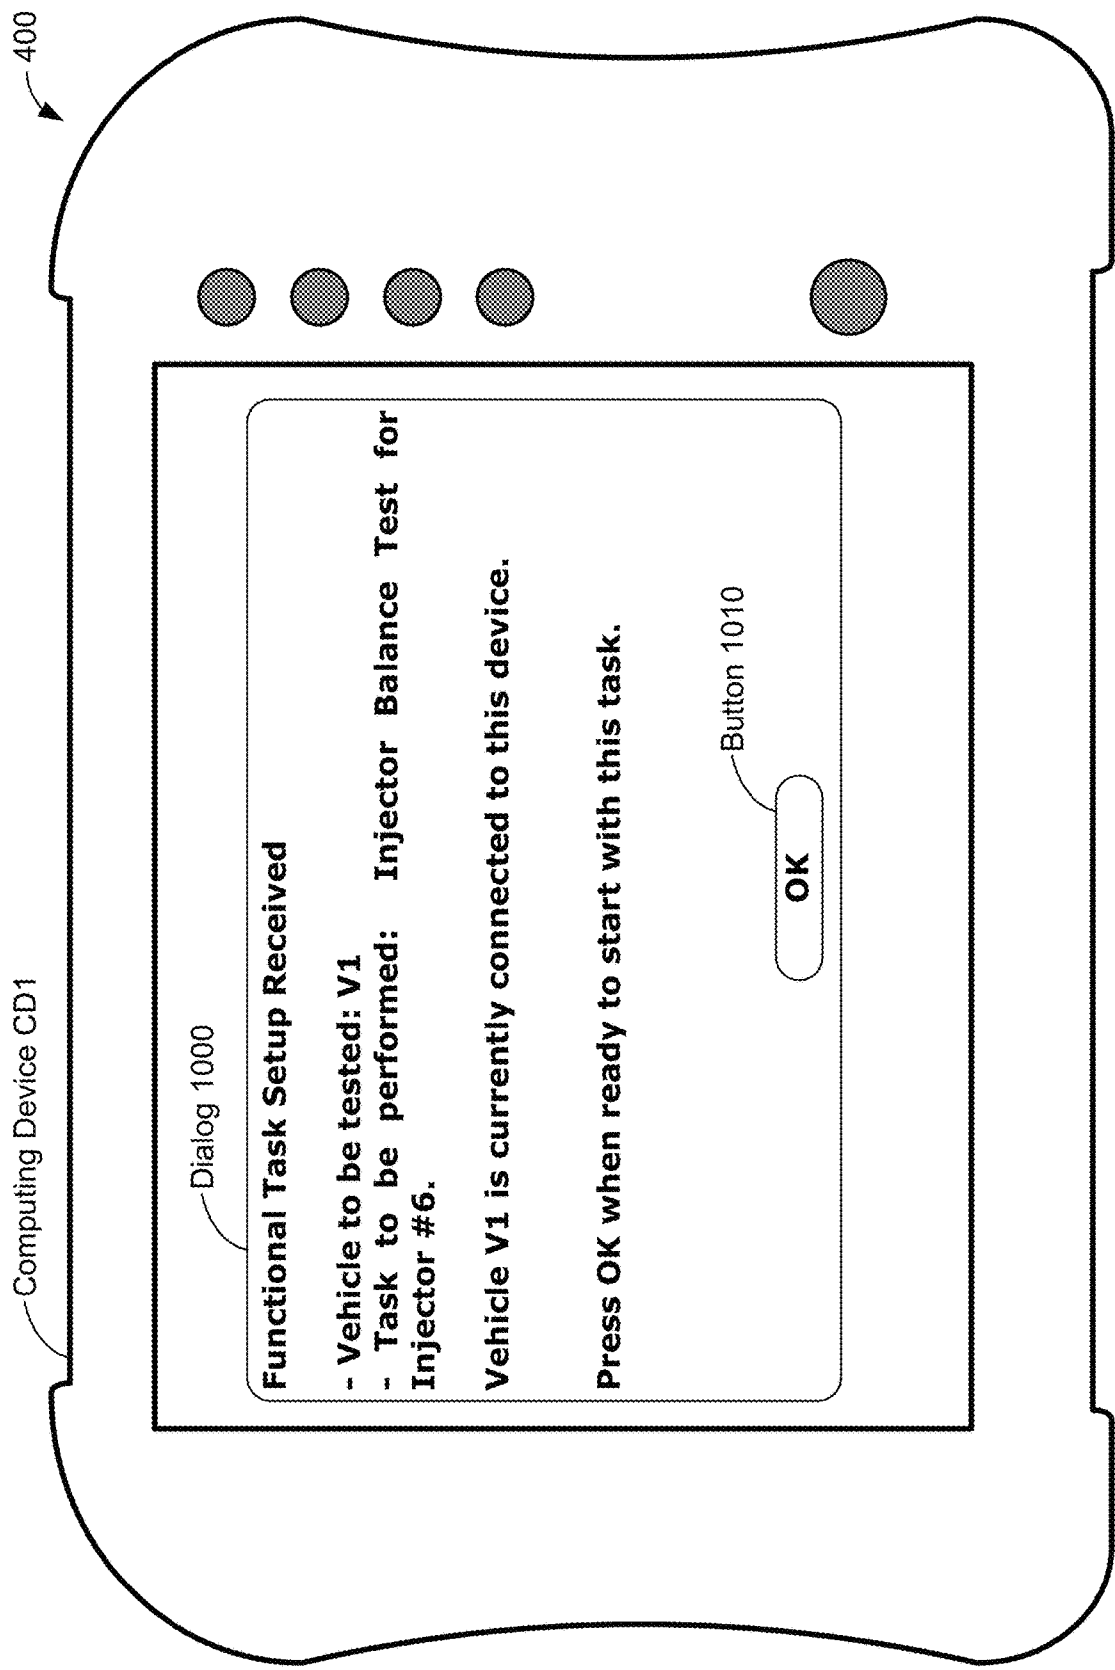 400
Computing Device CD1
Dialog 1000
Functional Task Setup Received
- Vehicle to be tested: V1
- Task to be performed: Injector Balance Test for
Injector #6.
Vehicle V1 is currently connected to this device.
Press OK when ready to start with this task.
Button 1010
OK